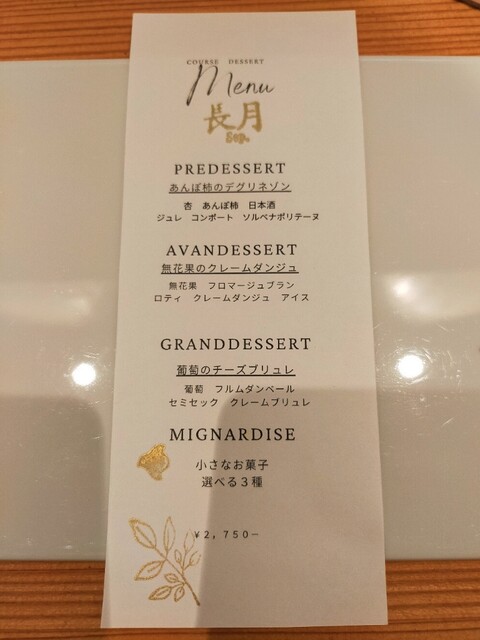 COURSE DESSERT
Menu
長月
Sep.
PREDESSERT
あんぽ柿のデグリネゾン
杏 あんぽ柿 日本酒
ジュレ コンポート ソルベナポリテーヌ
AVANDESSERT
無花果のクレームダンジュ
無花果 フロマージュブラン
ロティ クレームダンジュ アイス
GRANDDESSERT
葡萄のチーズブリュレ
葡萄 フルムダンベール
セミセック クレームブリュレ
MIGNARDISE
小さなお菓子
選べる3種
¥2,750−